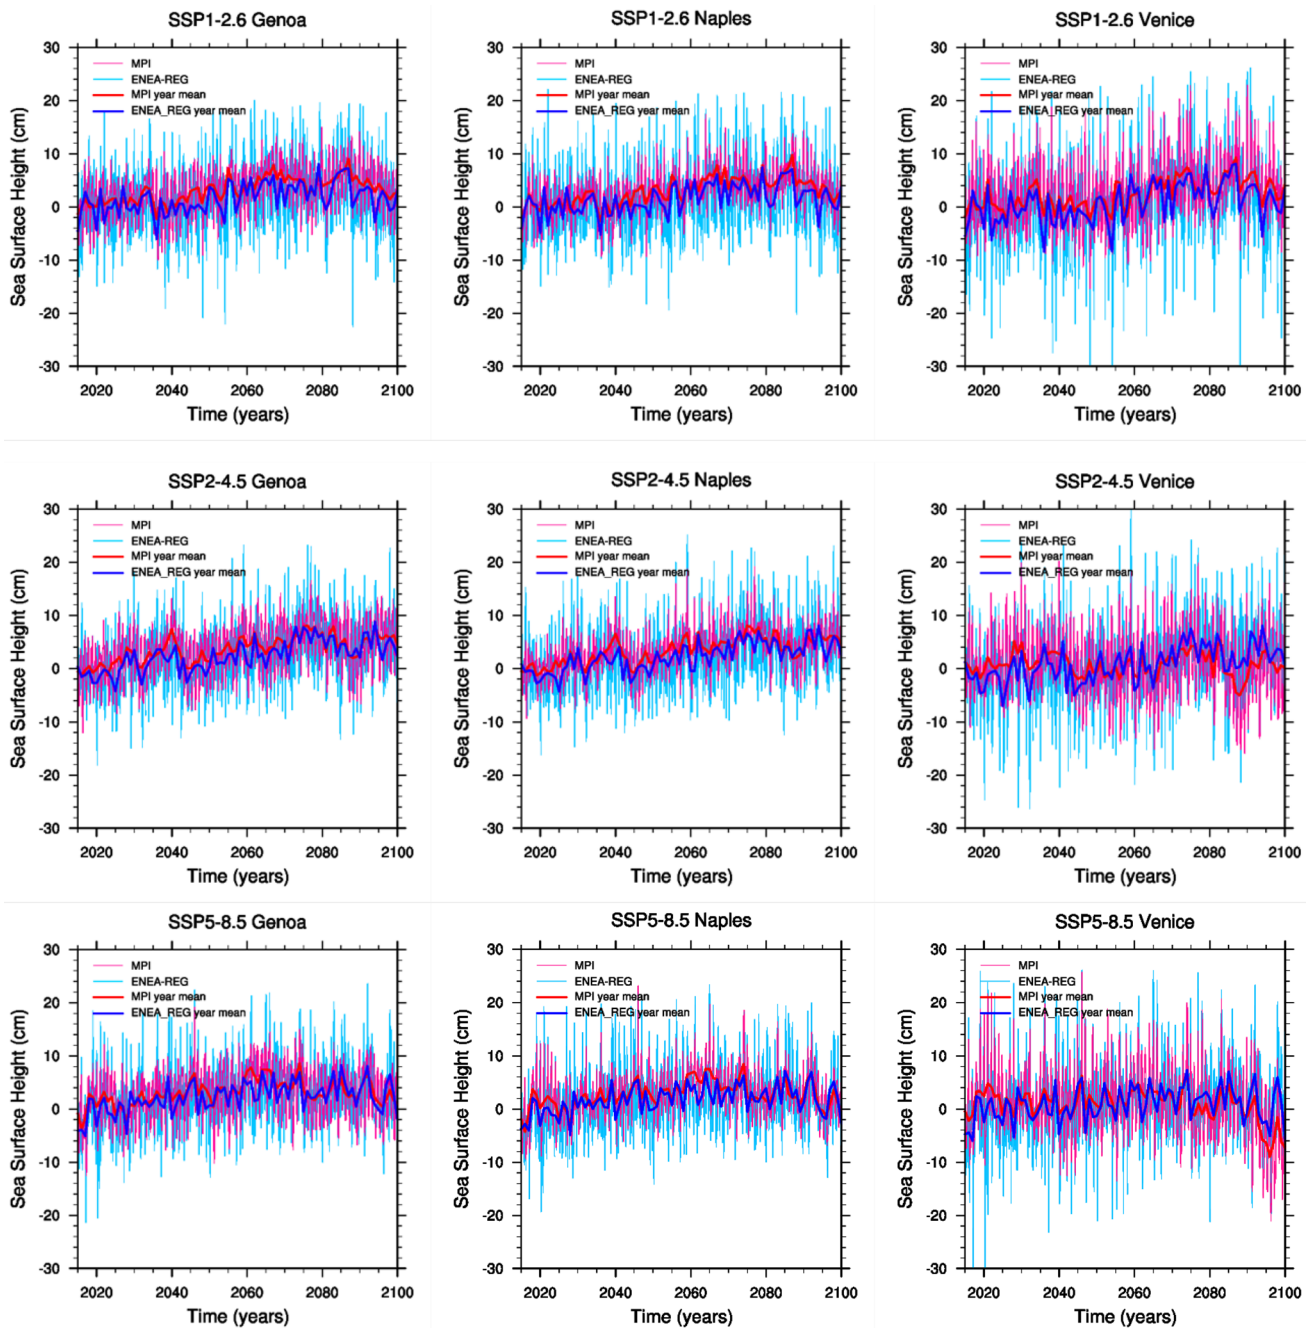 SSP1-2.6 Genoa
30
20
10
0
-10
-20
-30
Sea Surface Height (cm)
MPI
ENEA-REG
MPI year mean
ENEA_REG year mean
2020 2040 2060 2080 2100
Time (years)
SSP1-2.6 Naples
30
20
10
0
-10
-20
-30
Sea Surface Height (cm)
MPI
ENEA-REG
MPI year mean
ENEA_REG year mean
2020 2040 2060 2080 2100
Time (years)
SSP1-2.6 Venice
30
20
10
0
-10
-20
-30
Sea Surface Height (cm)
MPI
ENEA-REG
MPI year mean
ENEA_REG year mean
2020 2040 2060 2080 2100
Time (years)
SSP2-4.5 Genoa
30
20
10
0
-10
-20
-30
Sea Surface Height (cm)
MPI
ENEA-REG
MPI year mean
ENEA_REG year mean
2020 2040 2060 2080 2100
Time (years)
SSP2-4.5 Naples
30
20
10
0
-10
-20
-30
Sea Surface Height (cm)
MPI
ENEA-REG
MPI year mean
ENEA_REG year mean
2020 2040 2060 2080 2100
Time (years)
SSP2-4.5 Venice
30
20
10
0
-10
-20
-30
Sea Surface Height (cm)
MPI
ENEA-REG
MPI year mean
ENEA_REG year mean
2020 2040 2060 2080 2100
Time (years)
SSP5-8.5 Genoa
30
20
10
0
-10
-20
-30
Sea Surface Height (cm)
MPI
ENEA-REG
MPI year mean
ENEA_REG year mean
2020 2040 2060 2080 2100
Time (years)
SSP5-8.5 Naples
30
20
10
0
-10
-20
-30
Sea Surface Height (cm)
MPI
ENEA-REG
MPI year mean
ENEA_REG year mean
2020 2040 2060 2080 2100
Time (years)
SSP5-8.5 Venice
30
20
10
0
-10
-20
-30
Sea Surface Height (cm)
MPI
ENEA-REG
MPI year mean
ENEA_REG year mean
2020 2040 2060 2080 2100
Time (years)